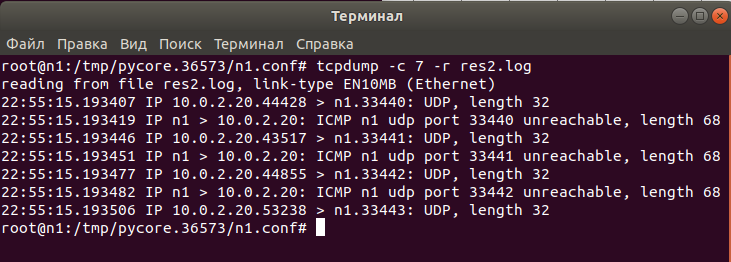 Терминал
Файл Правка Вид Поиск Терминал Справка
root@n1:/tmp/pycore.36573/n1.conf# tcpdump -c 7 -r res2.log
reading from file res2.log, link-type EN10MB (Ethernet)
22:55:15.193407 IP 10.0.2.20.44428 > n1.33440: UDP, length 32
22:55:15.193419 IP n1 > 10.0.2.20: ICMP n1 udp port 33440 unreachable, length 68
22:55:15.193446 IP 10.0.2.20.43517 > n1.33441: UDP, length 32
22:55:15.193451 IP n1 > 10.0.2.20: ICMP n1 udp port 33441 unreachable, length 68
22:55:15.193477 IP 10.0.2.20.44855 > n1.33442: UDP, length 32
22:55:15.193482 IP n1 > 10.0.2.20: ICMP n1 udp port 33442 unreachable, length 68
22:55:15.193506 IP 10.0.2.20.53238 > n1.33443: UDP, length 32
root@n1:/tmp/pycore.36573/n1.conf#